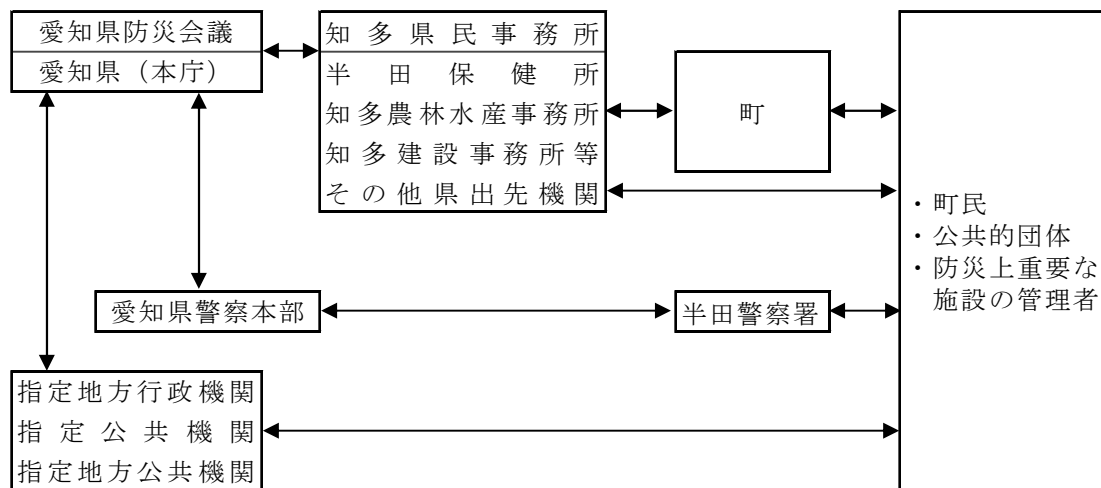 愛知県防災会議
愛知県（本庁）
知多県民事務所
半田保健所
知多農林水産事務所
知多建設事務所等
その他県出先機関
町
・町民
・公共的団体
・防災上重要な
施設の管理者
愛知県警察本部
半田警察署
指定地方行政機関
指定公共機関
指定地方公共機関